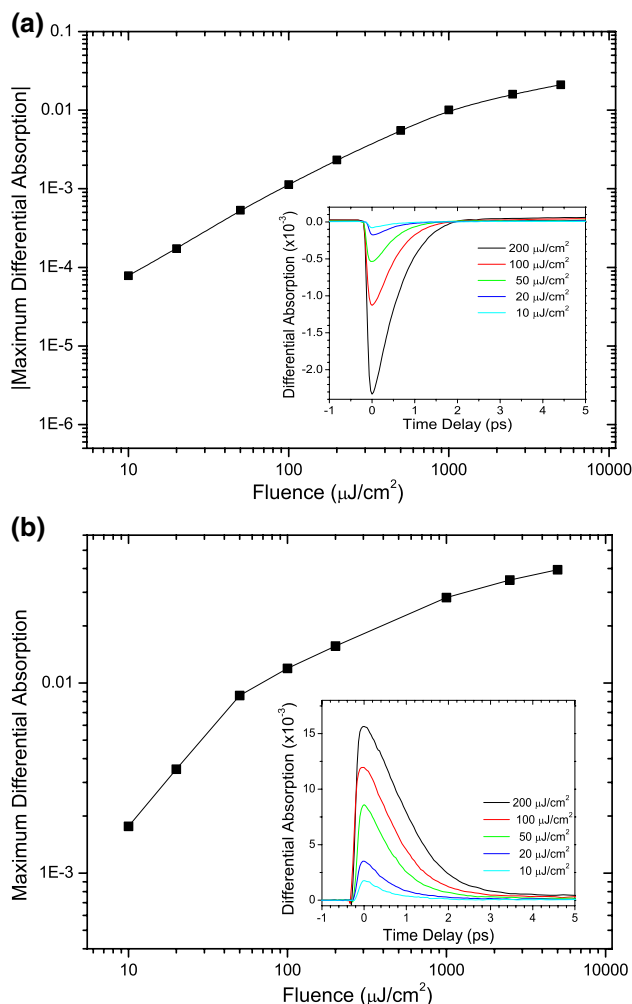 (a)
0.1
0.01
1E-3
1E-4
1E-5
1E-6
|Maximum Differential Absorption|
10 100 1000 10000
Fluence (μJ/cm²)
0.0
-0.5
-1.0
-1.5
-2.0
Differential Absorption (x10⁻³)
200 μJ/cm²
100 μJ/cm²
50 μJ/cm²
20 μJ/cm²
10 μJ/cm²
-1 0 1 2 3 4 5
Time Delay (ps)
(b)
0.01
1E-3
Maximum Differential Absorption
10 100 1000 10000
Fluence (μJ/cm²)
15
10
5
0
Differential Absorption (x10⁻³)
200 μJ/cm²
100 μJ/cm²
50 μJ/cm²
20 μJ/cm²
10 μJ/cm²
-1 0 1 2 3 4 5
Time Delay (ps)